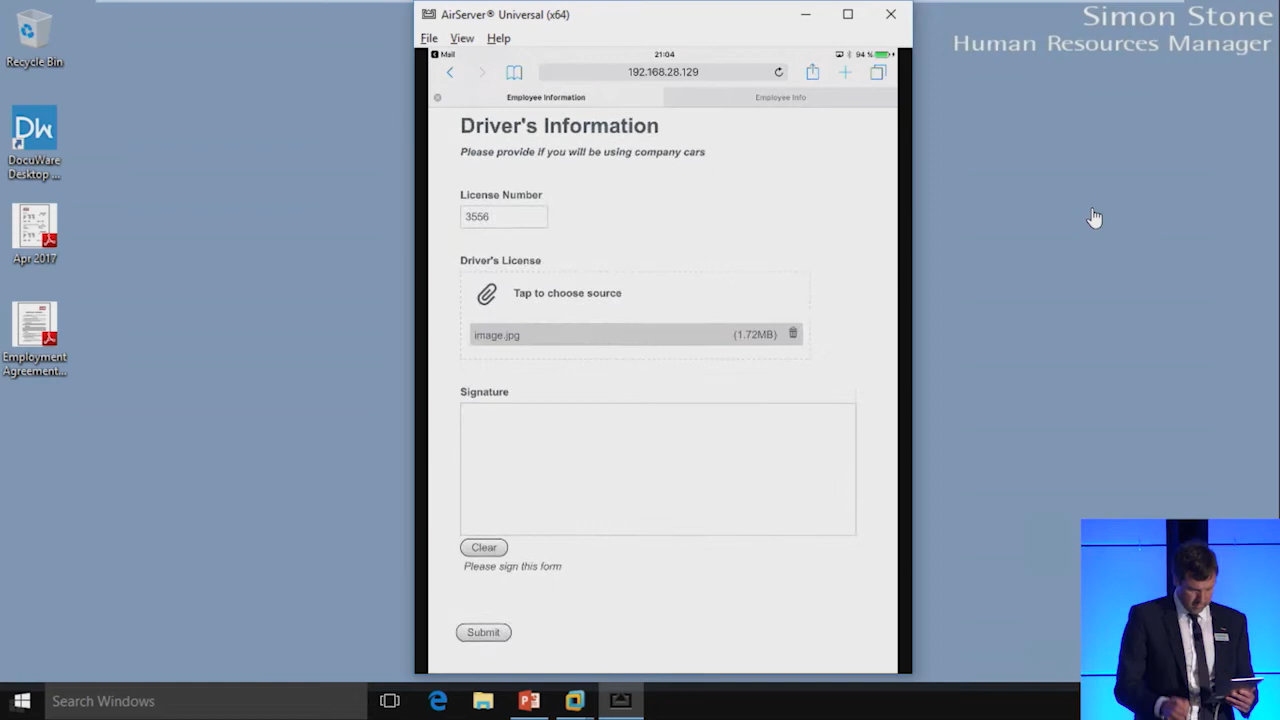 Recycle Bin
DW
DocuWare
Desktop ...
Apr 2017
Employment
Agreement...
AirServer® Universal (x64)
File View Help
Mail
21:04
94 %
192.168.28.129
Employee Information
Employee Info
Driver's Information
Please provide if you will be using company cars
License Number
3556
Driver's License
Tap to choose source
image.jpg (1.72MB)
Signature
Clear
Please sign this form
Submit
Simon Stone
Human Resources Manager
Search Windows